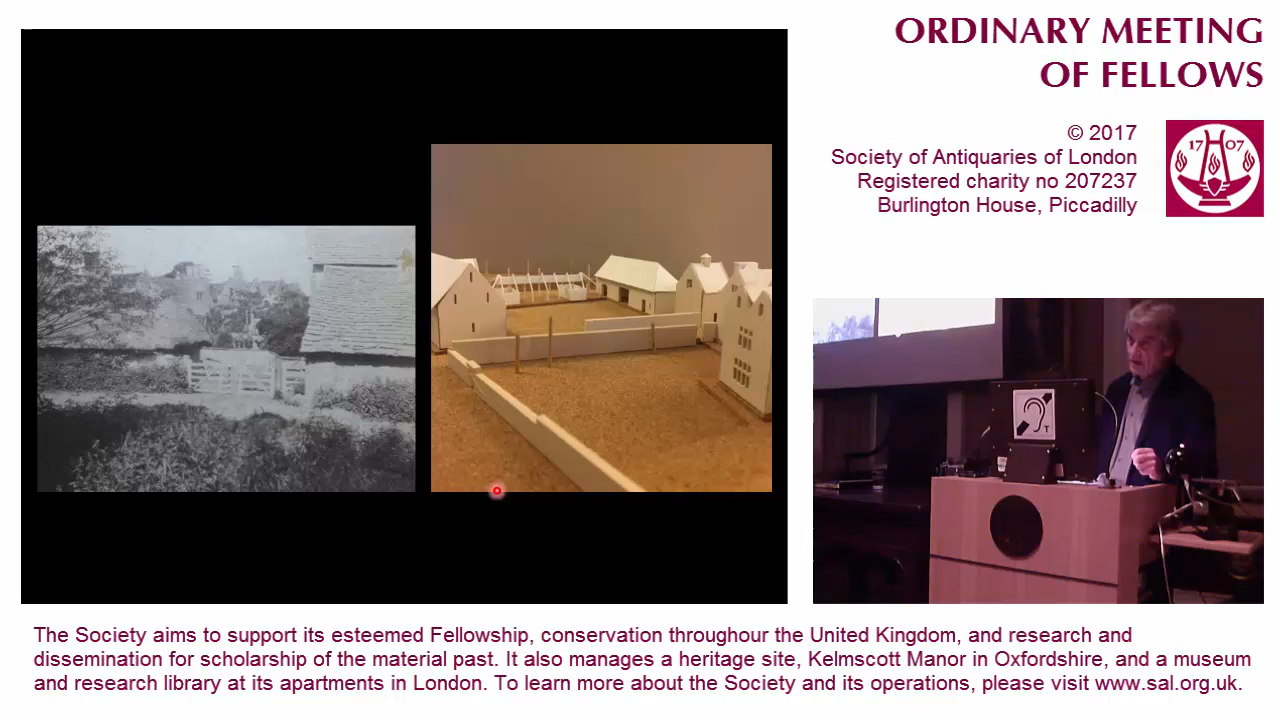 ORDINARY MEETING
OF FELLOWS
© 2017
Society of Antiquaries of London
Registered charity no 207237
Burlington House, Piccadilly
17 07
T
The Society aims to support its esteemed Fellowship, conservation throughour the United Kingdom, and research and
dissemination for scholarship of the material past. It also manages a heritage site, Kelmscott Manor in Oxfordshire, and a museum
and research library at its apartments in London. To learn more about the Society and its operations, please visit www.sal.org.uk.